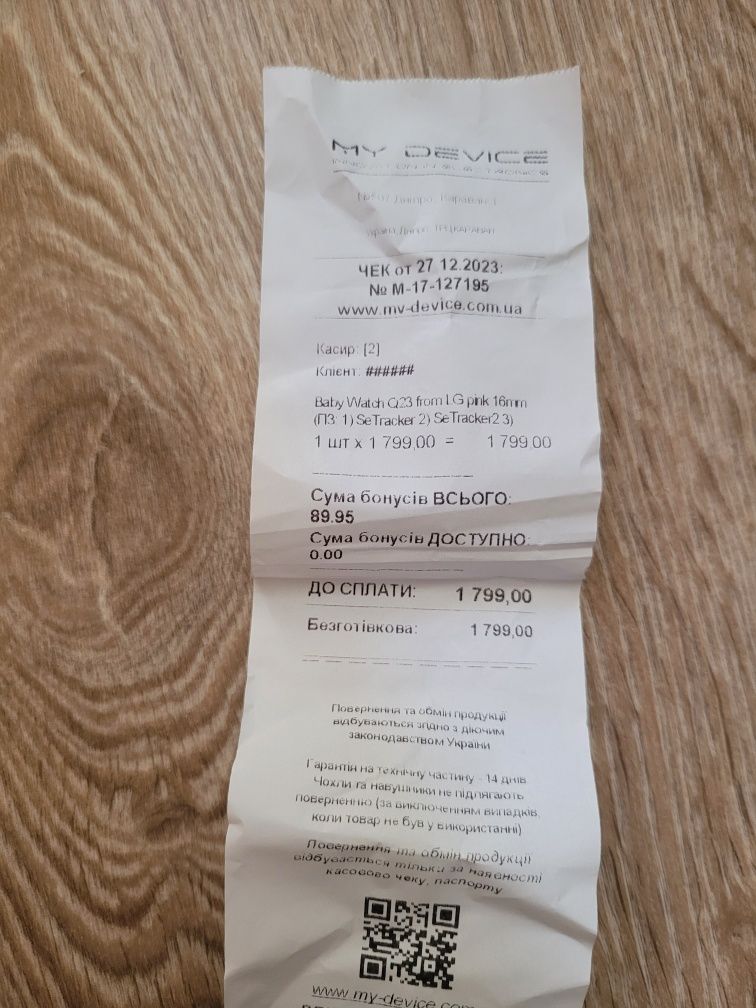 MY DEVICE
Дніпро, Караван
Дніпро ТРЦ КАРАВАН
ЧЕК от 27 12.2023:
№ М-17-127195
www.my-device.com.ua
Касир: [2]
Клієнт: ######
Baby Watch Q23 from LG pink 16mm
(ПЗ: 1) SeTracker 2) SeTracker2 3)
1 шт x 1 799,00 = 1 799,00
Сума бонусів ВСЬОГО:
89.95
Сума бонусів ДОСТУПНО:
0.00
ДО СПЛАТИ: 1 799,00
Безготівкова: 1 799,00
Повернення та обмін продукції
відбуваються згідно з діючим
законодавством України
Гарантія на технічну частину - 14 днів
Чохли та навушники не підлягають
поверненню (за виключенням випадків,
коли товар не був у використанні)
Повернення та обмін продукції
відбувається тільки за наявності
касового чеку, паспорту
www.my-device.com